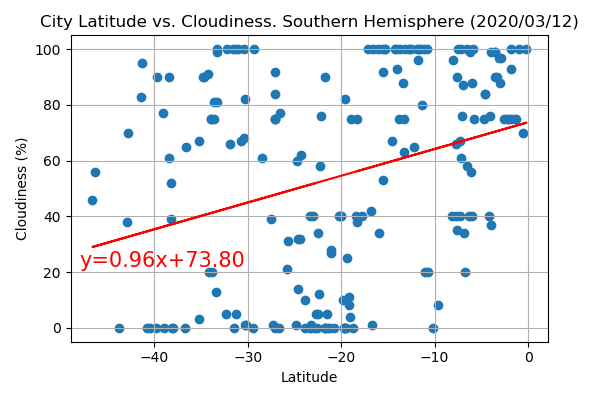 City Latitude vs. Cloudiness. Southern Hemisphere (2020/03/12)
100
80
60
40
20
0
Cloudiness (%)
y=0.96x+73.80
−40 −30 −20 −10 0
Latitude